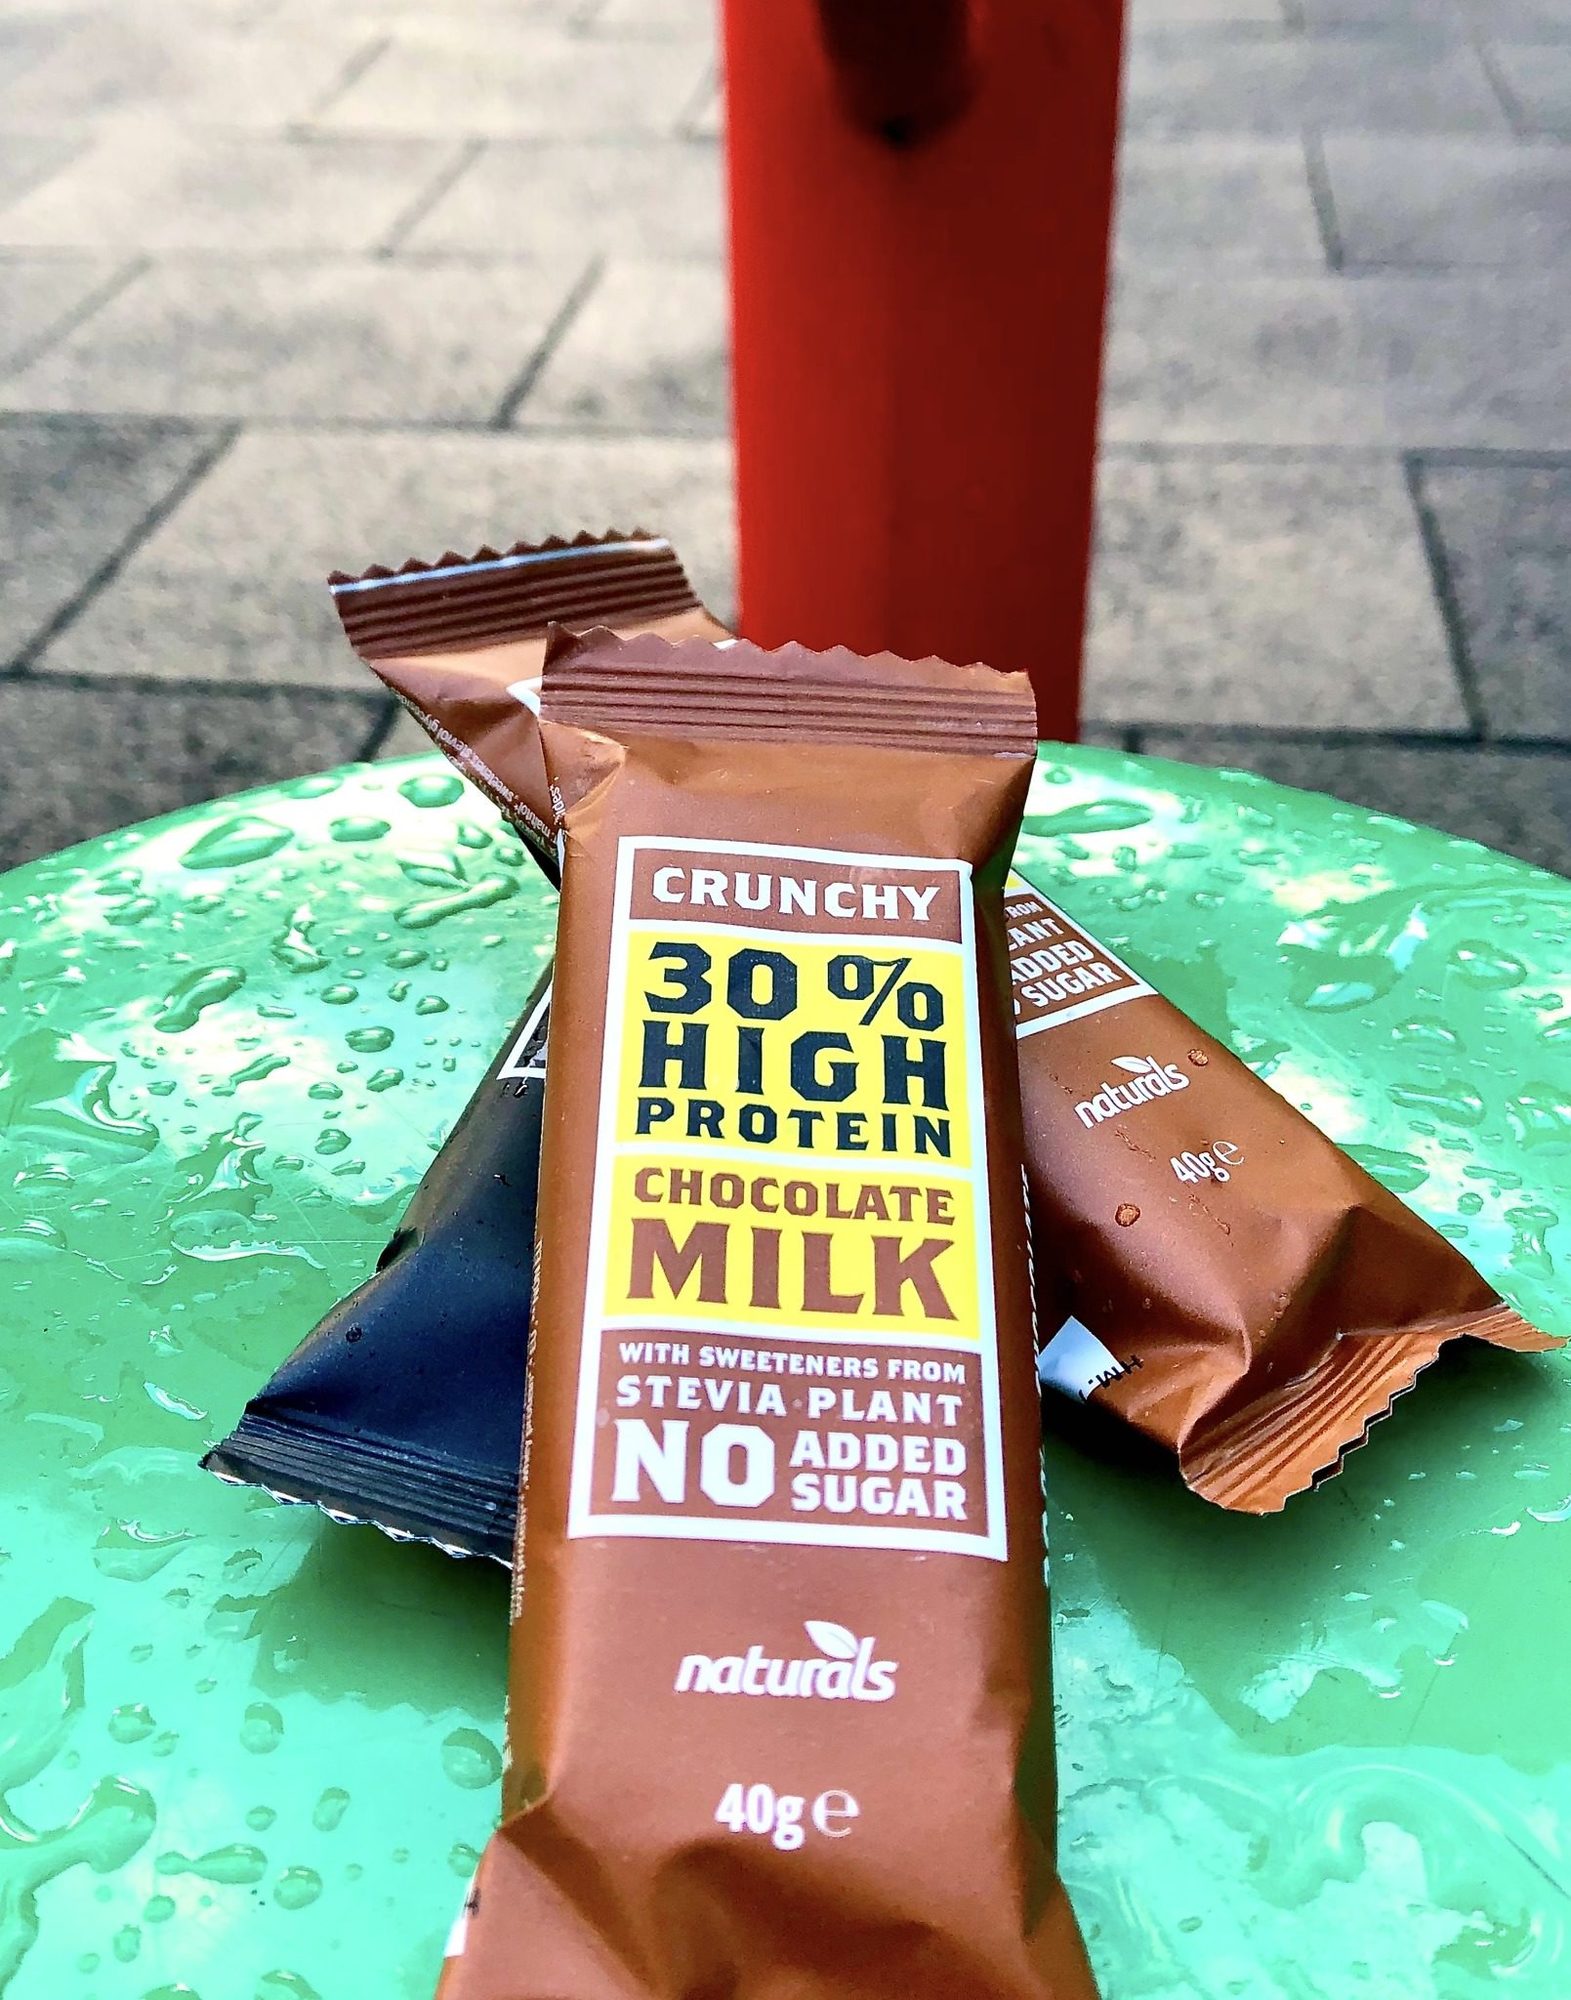 CRUNCHY
30%
HIGH
PROTEIN
CHOCOLATE
MILK
WITH SWEETENERS FROM
STEVIA PLANT
NO ADDED
SUGAR
naturals
40g e
ADDED
SUGAR
naturals
40g e